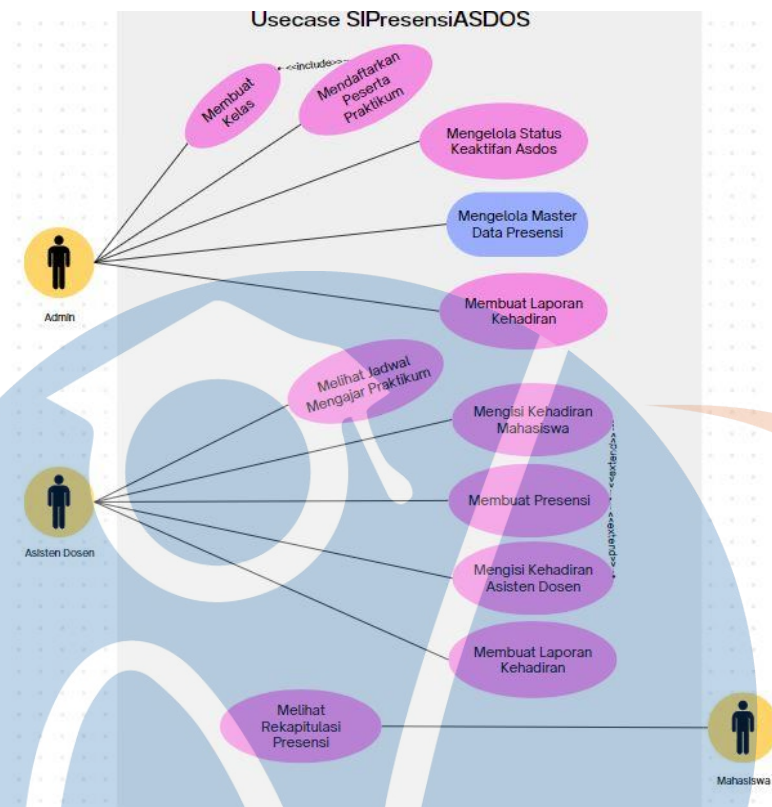 Usecase SIPresensiASDOS
<<include>>
Membuat
Kelas
Mendaftarkan
Peserta
Praktikum
Mengelola Status
Keaktifan Asdos
Mengelola Master
Data Presensi
Admin
Membuat Laporan
Kehadiran
Melihat Jadwal
Mengajar Praktikum
Mengisi Kehadiran
Mahasiswa
<<extend>>
Membuat Presensi
<<extend>>
Asisten Dosen
Mengisi Kehadiran
Asisten Dosen
Membuat Laporan
Kehadiran
Melihat
Rekapitulasi
Presensi
Mahasiswa